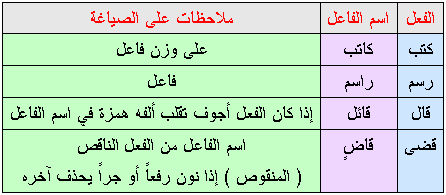 الفعل اسم الفاعل ملاحظات على الصياغة
كتب كاتب على وزن فاعل
رسم راسم فاعل
قال قائل إذا كان الفعل أجوف تقلب ألفه همزة في اسم الفاعل
قضى قاضٍ اسم الفاعل من الفعل الناقص
( المنقوص ) إذا نون رفعاً أو جراً يحذف آخره